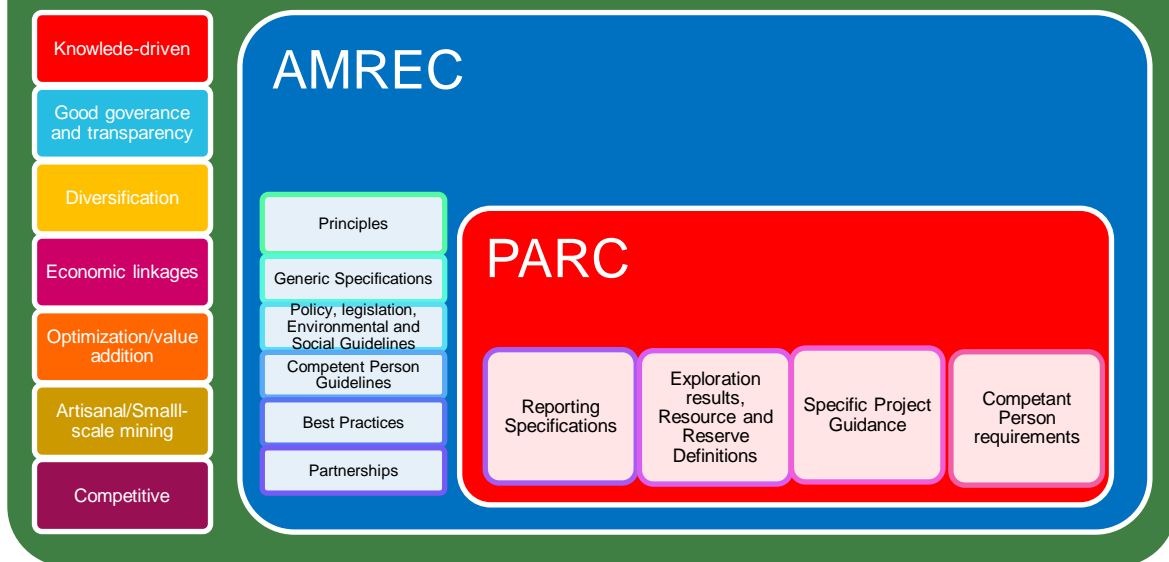 Knowlede-driven
Good goverance
and transparency
Diversification
Economic linkages
Optimization/value
addition
Artisanal/Smalll-
scale mining
Competitive
AMREC
Principles
Generic Specifications
Policy, legislation,
Environmental and
Social Guidelines
Competent Person
Guidelines
Best Practices
Partnerships
PARC
Reporting
Specifications
Exploration
results,
Resource and
Reserve
Definitions
Specific Project
Guidance
Competant
Person
requirements